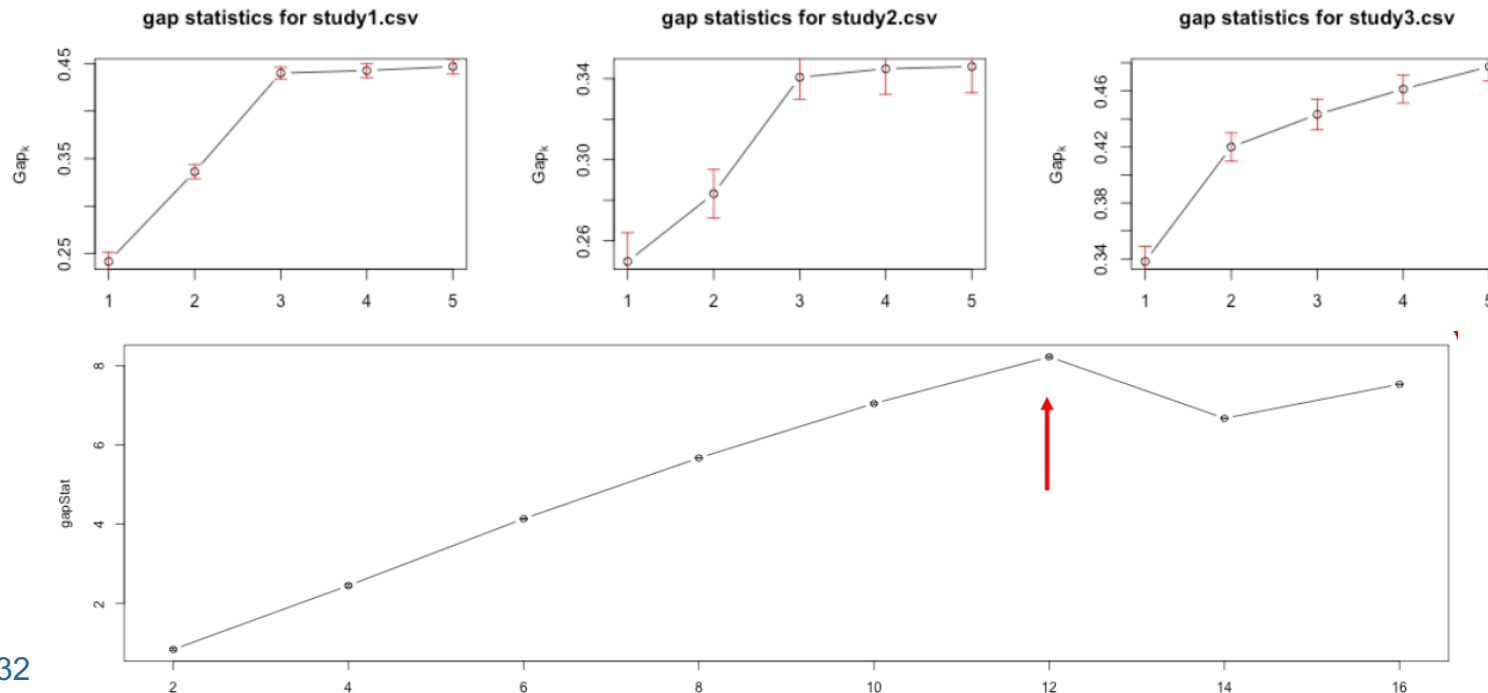 gap statistics for study1.csv
Gapk
0.45
0.35
0.25
1 2 3 4 5
gap statistics for study2.csv
Gapk
0.34
0.30
0.26
1 2 3 4 5
gap statistics for study3.csv
Gapk
0.46
0.42
0.38
0.34
1 2 3 4 5
gapStat
8
6
4
2
2 4 6 8 10 12 14 16
32